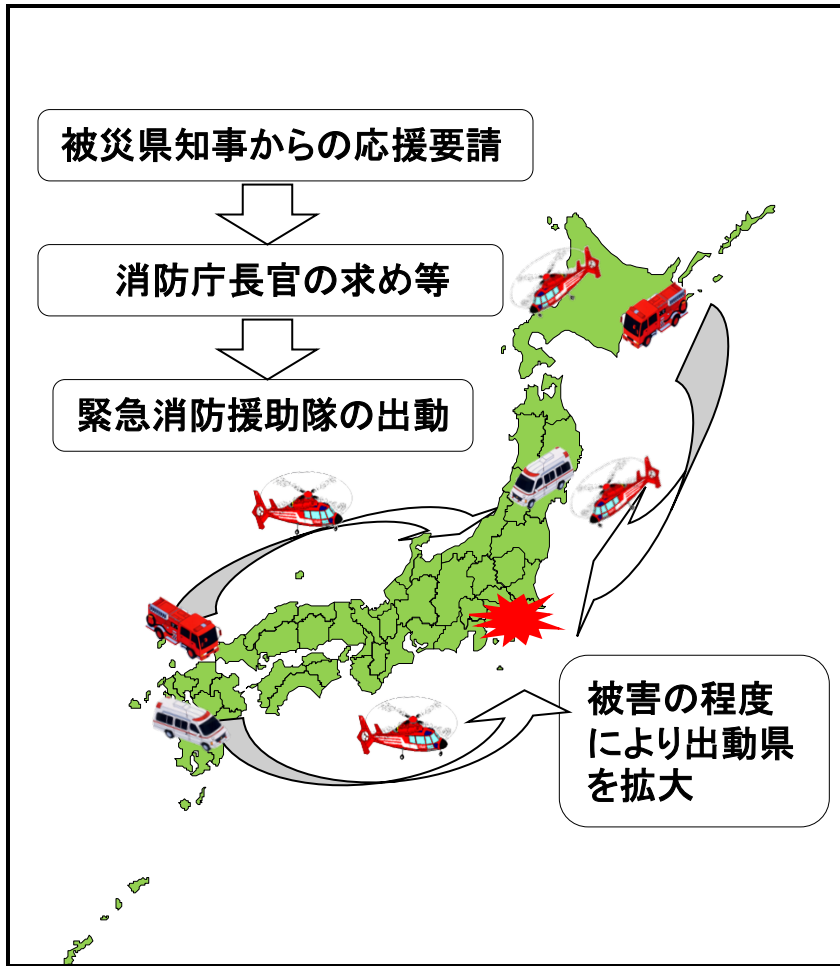 被災県知事からの応援要請
消防庁長官の求め等
緊急消防援助隊の出動
被害の程度
により出動県
を拡大